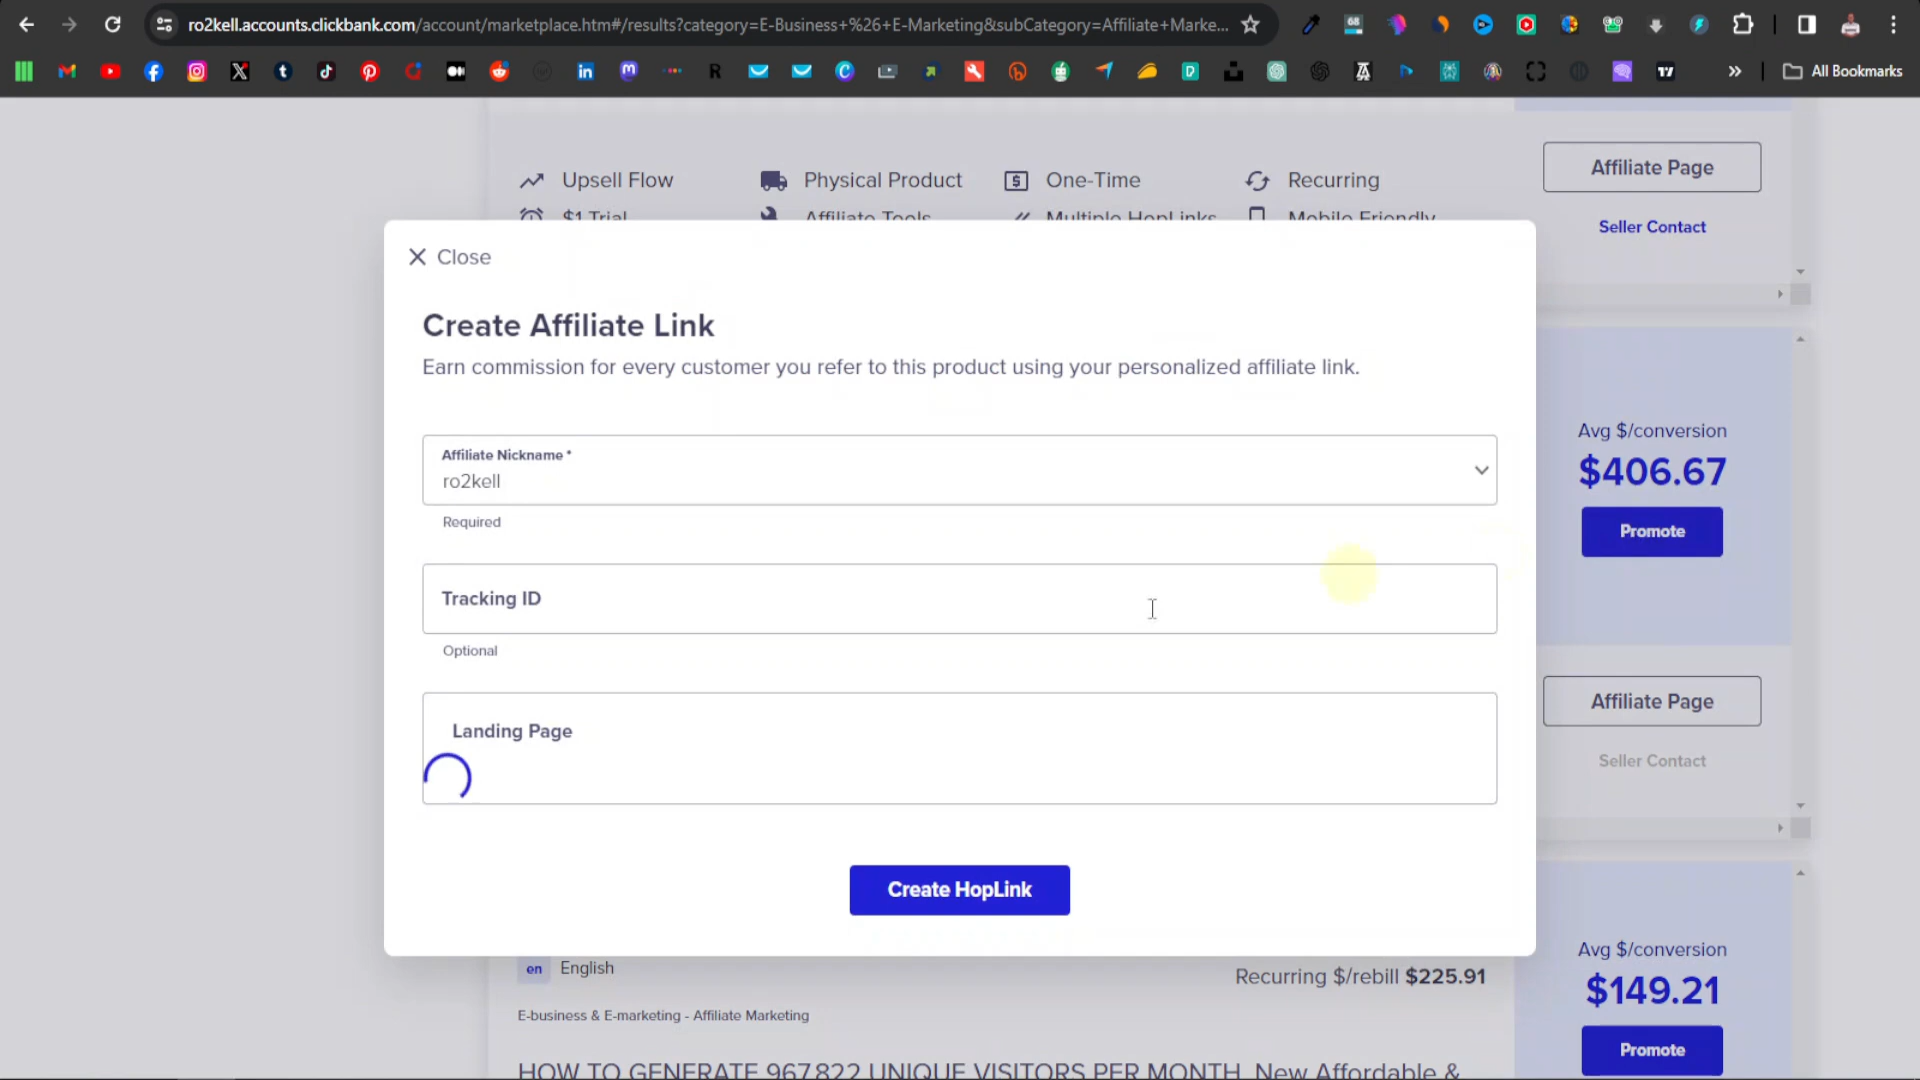 ro2kell.accounts.clickbank.com/account/marketplace.htm#/results?category=E-Business+%26+E-Marketing&subCategory=Affiliate+Marke...
68
All Bookmarks
Upsell Flow
Physical Product
One-Time
Recurring
Affiliate Page
$1 Trial
Affiliate Tools
Multiple HopLinks
Mobile Friendly
Seller Contact
Close
Create Affiliate Link
Earn commission for every customer you refer to this product using your personalized affiliate link.
Affiliate Nickname *
ro2kell
Required
Avg $/conversion
$406.67
Promote
Tracking ID
Optional
Affiliate Page
Landing Page
Seller Contact
Create HopLink
en English
Recurring $/rebill $225.91
Avg $/conversion
$149.21
E-business & E-marketing - Affiliate Marketing
Promote
HOW TO GENERATE 967,822 UNIQUE VISITORS PER MONTH. New Affordable &